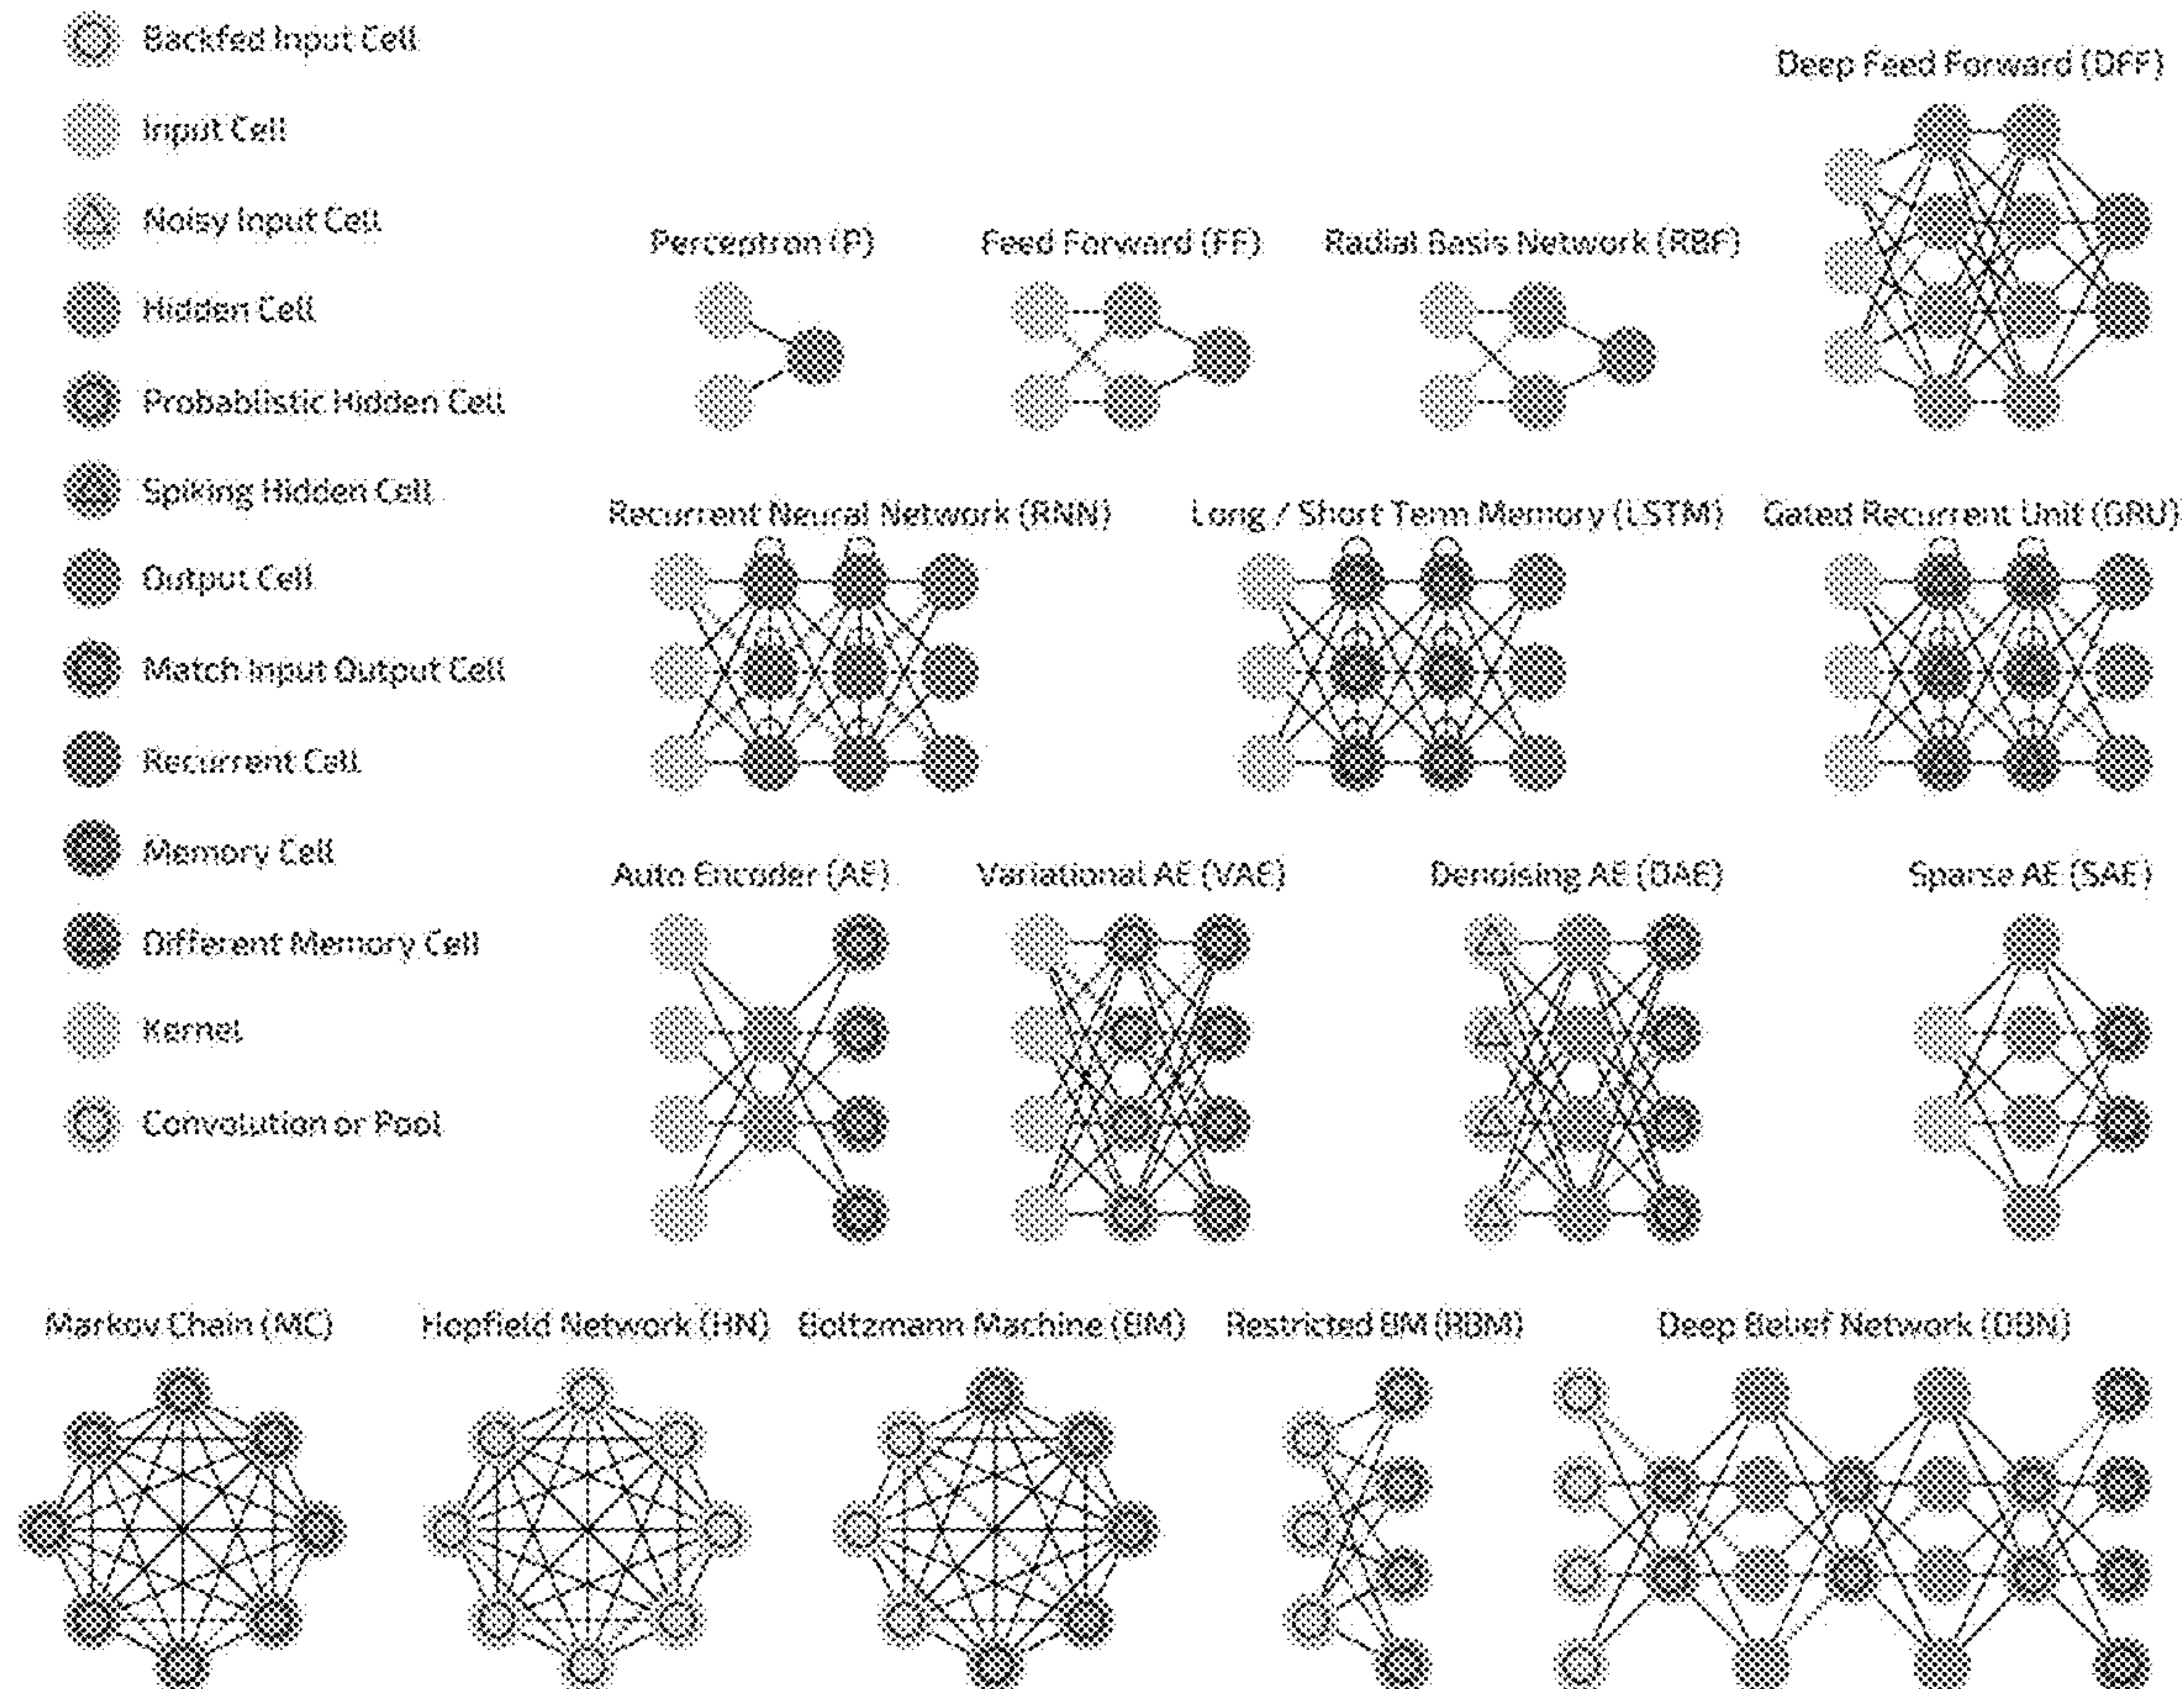 Backfed Input Cell
Input Cell
Noisy Input Cell
Hidden Cell
Probablistic Hidden Cell
Spiking Hidden Cell
Output Cell
Match Input Output Cell
Recurrent Cell
Memory Cell
Different Memory Cell
Kernel
Convolution or Pool
Deep Feed Forward (DFF)
Perceptron (P)
Feed Forward (FF)
Radial Basis Network (RBF)
Recurrent Neural Network (RNN)
Long / Short Term Memory (LSTM)
Gated Recurrent Unit (GRU)
Auto Encoder (AE)
Variational AE (VAE)
Denoising AE (DAE)
Sparse AE (SAE)
Markov Chain (MC)
Hopfield Network (HN)
Boltzmann Machine (BM)
Restricted BM (RBM)
Deep Belief Network (DBN)